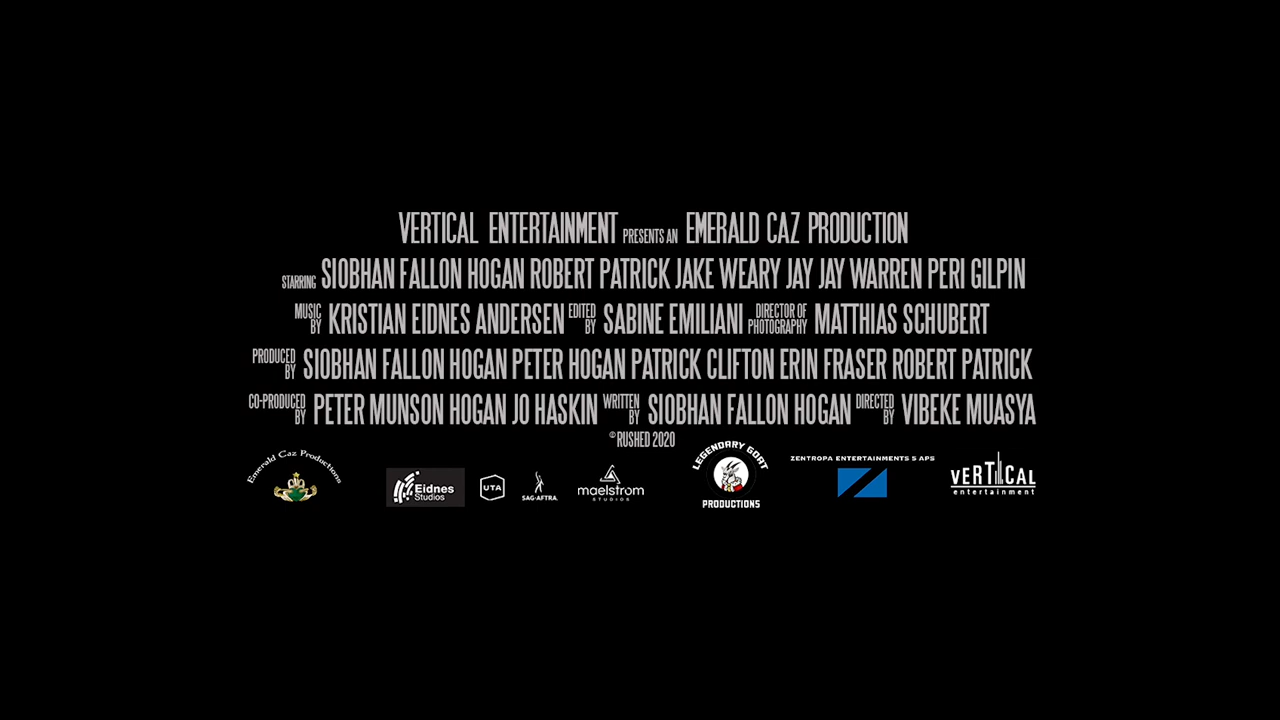 VERTICAL ENTERTAINMENT PRESENTS AN EMERALD CAZ PRODUCTION
STARRING SIOBHAN FALLON HOGAN ROBERT PATRICK JAKE WEARY JAY JAY WARREN PERI GILPIN
MUSIC BY KRISTIAN EIDNES ANDERSEN EDITED BY SABINE EMILIANI DIRECTOR OF PHOTOGRAPHY MATTHIAS SCHUBERT
PRODUCED BY SIOBHAN FALLON HOGAN PETER HOGAN PATRICK CLIFTON ERIN FRASER ROBERT PATRICK
CO-PRODUCED BY PETER MUNSON HOGAN JO HASKIN WRITTEN BY SIOBHAN FALLON HOGAN DIRECTED BY VIBEKE MUASYA
© RUSHED 2020
Emerald Caz Productions
Eidnes Studios
UTA
SAG-AFTRA
maelstrom STUDIOS
LEGENDARY GOAT PRODUCTIONS
ZENTROPA ENTERTAINMENTS 5 APS
VERTICAL entertainment